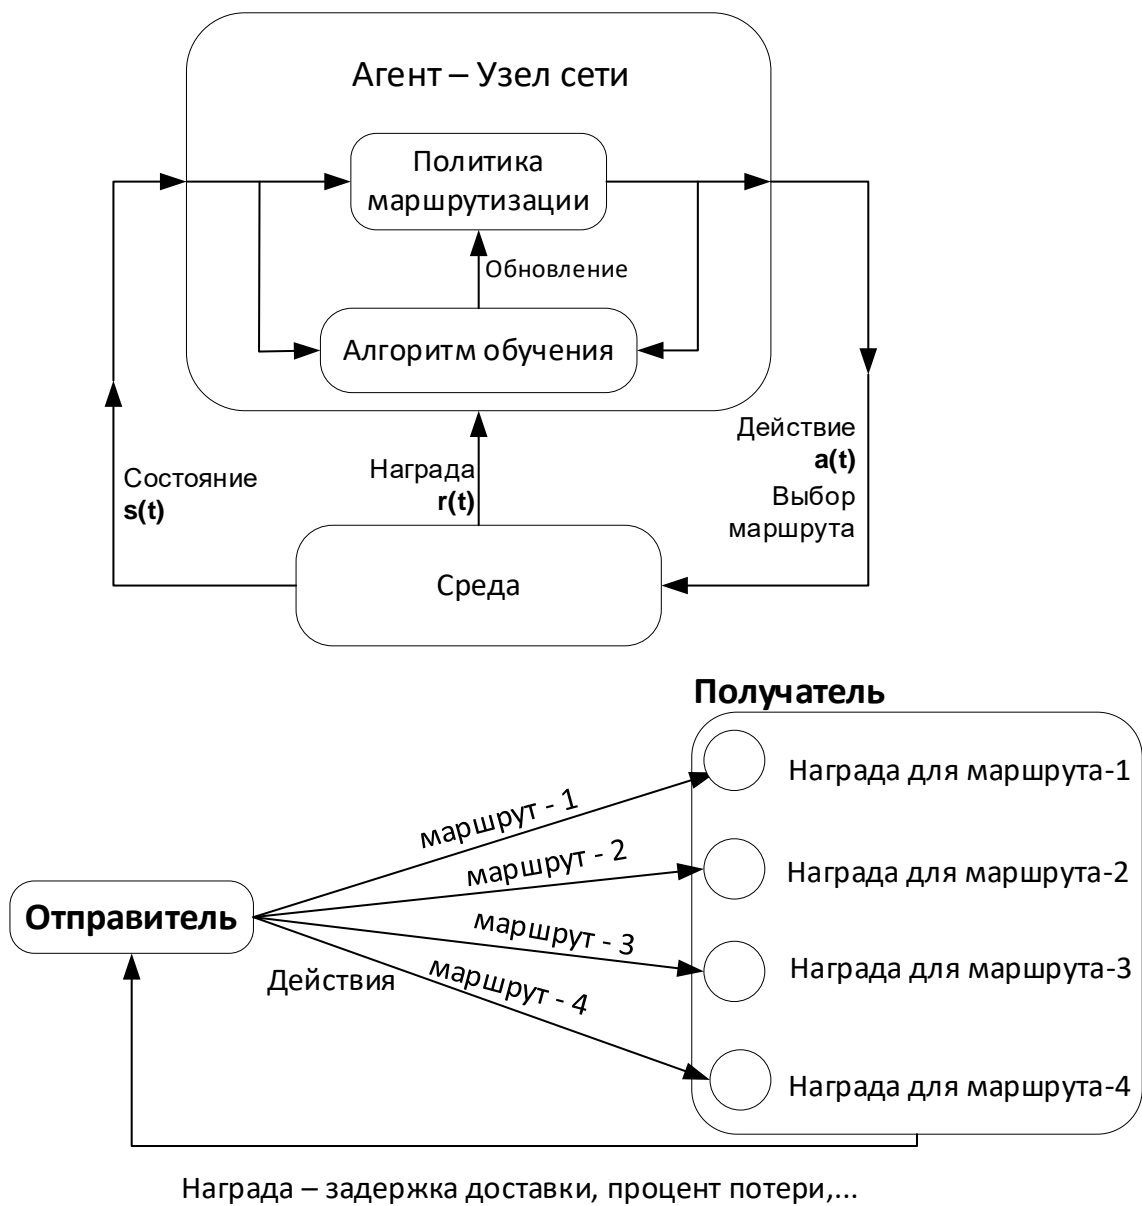 Агент – Узел сети
Политика
маршрутизации
Обновление
Алгоритм обучения
Состояние
s(t)
Награда
r(t)
Действие
a(t)
Выбор
маршрута
Среда
Получатель
маршрут - 1
Награда для маршрута-1
маршрут - 2
Награда для маршрута-2
Отправитель
маршрут - 3
Награда для маршрута-3
Действия
маршрут - 4
Награда для маршрута-4
Награда – задержка доставки, процент потери,...